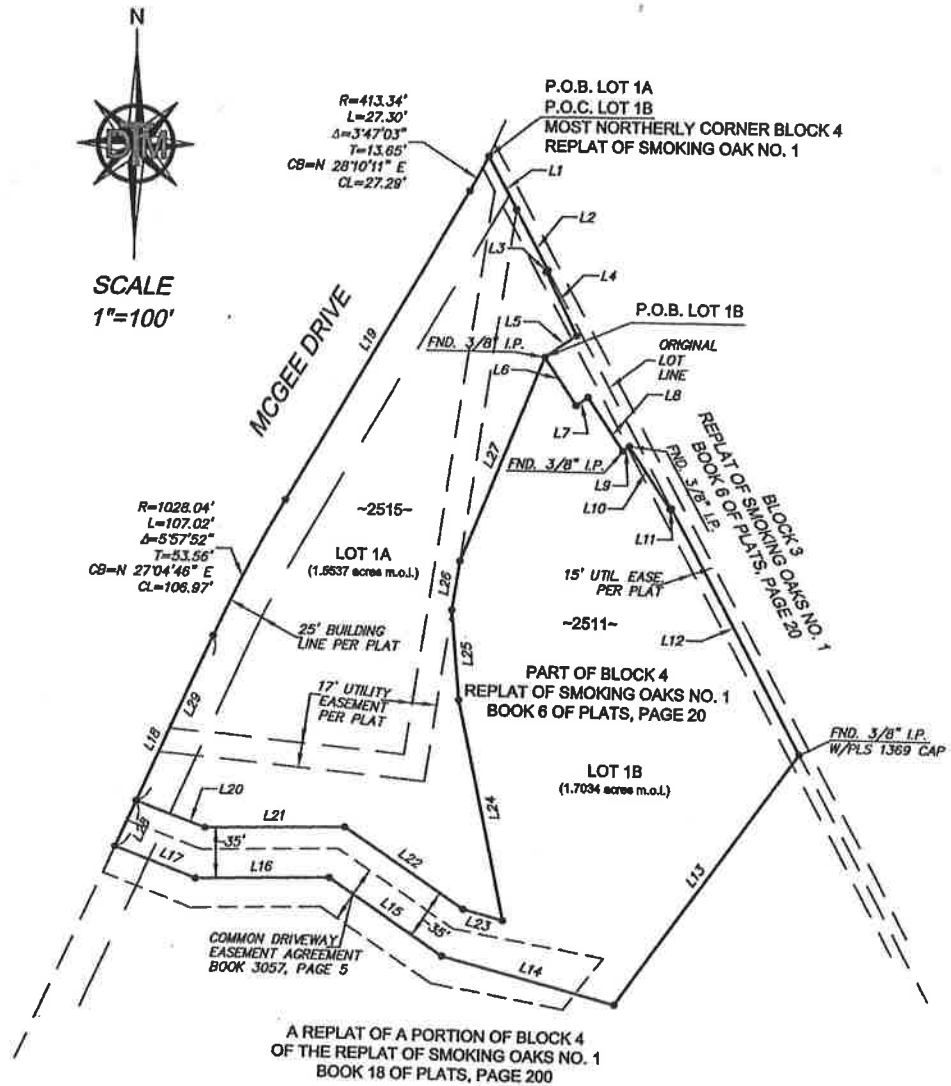 N
DTM
SCALE
1"=100'
R=413.34'
L=27.30'
Δ=3°47'03"
T=13.65'
CB=N 28°10'11" E
CL=27.29'
P.O.B. LOT 1A
P.O.C. LOT 1B
MOST NORTHERLY CORNER BLOCK 4
REPLAT OF SMOKING OAK NO. 1
L1
L2
L3
L4
L5
P.O.B. LOT 1B
FND. 3/8" I.P.
ORIGINAL
LOT
LINE
L6
L7
L8
MCGEE DRIVE
L19
L27
FND. 3/8" I.P.
L9
L10
FND. 3/8" I.P.
L11
BLOCK 3
REPLAT OF SMOKING OAKS NO. 1
BOOK 6 OF PLATS, PAGE 20
R=1028.04'
L=107.02'
Δ=5°57'52"
T=53.56'
CB=N 27°04'46" E
CL=106.97'
~2515~
LOT 1A
(1.5537 acres m.o.l.)
L26
15' UTIL. EASE.
PER PLAT
~2511~
L12
25' BUILDING
LINE PER PLAT
L25
PART OF BLOCK 4
REPLAT OF SMOKING OAKS NO. 1
BOOK 6 OF PLATS, PAGE 20
17' UTILITY
EASEMENT
PER PLAT
L29
L18
FND. 3/8" I.P.
W/PLS 1369 CAP
LOT 1B
(1.7034 acres m.o.l.)
L24
L20
L21
L28
35'
L22
L13
L17
L16
L23
L15
35'
L14
COMMON DRIVEWAY
EASEMENT AGREEMENT
BOOK 3057, PAGE 5
A REPLAT OF A PORTION OF BLOCK 4
OF THE REPLAT OF SMOKING OAKS NO. 1
BOOK 18 OF PLATS, PAGE 200